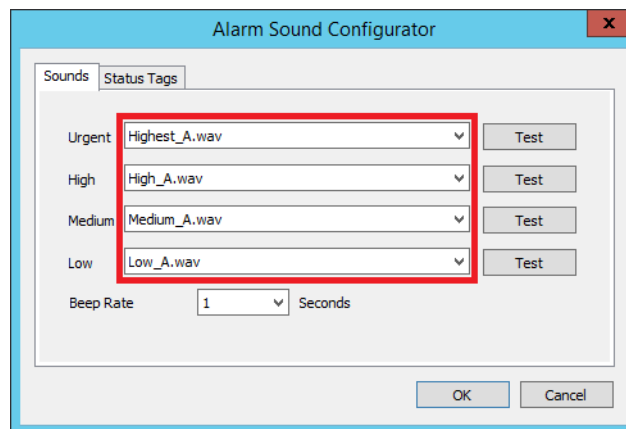 Alarm Sound Configurator
x
Sounds Status Tags
Urgent Highest_A.wav Test
High High_A.wav Test
Medium Medium_A.wav Test
Low Low_A.wav Test
Beep Rate 1 Seconds
OK Cancel